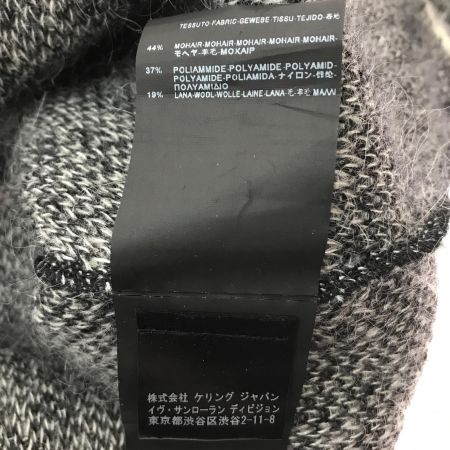 TESSUTO-FABRIC-GEWEBE-TISSU-TEJIDO-布地
44% MOHAIR-MOHAIR-MOHAIR-MOHAIR-MOHAIR-
モヘヤ-羊毛-MOXAIP
37% POLIAMMIDE-POLYAMIDE-POLYAMID-
POLYAMIDE-POLIAMIDA-ナイロン-锦纶-
ПОЛУАМІDІО
19% LANA-WOOL-WOLLE-LAINE-LANA-毛-羊毛 ΜΑΛΛΙ
株式会社 ケリング ジャパン
イヴ・サンローラン ディビジョン
東京都渋谷区渋谷2-11-8